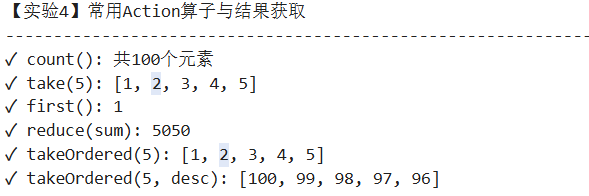 【实验4】常用Action算子与结果获取
------------------------------------------------------------
✓ count(): 共100个元素
✓ take(5): [1, 2, 3, 4, 5]
✓ first(): 1
✓ reduce(sum): 5050
✓ takeOrdered(5): [1, 2, 3, 4, 5]
✓ takeOrdered(5, desc): [100, 99, 98, 97, 96]